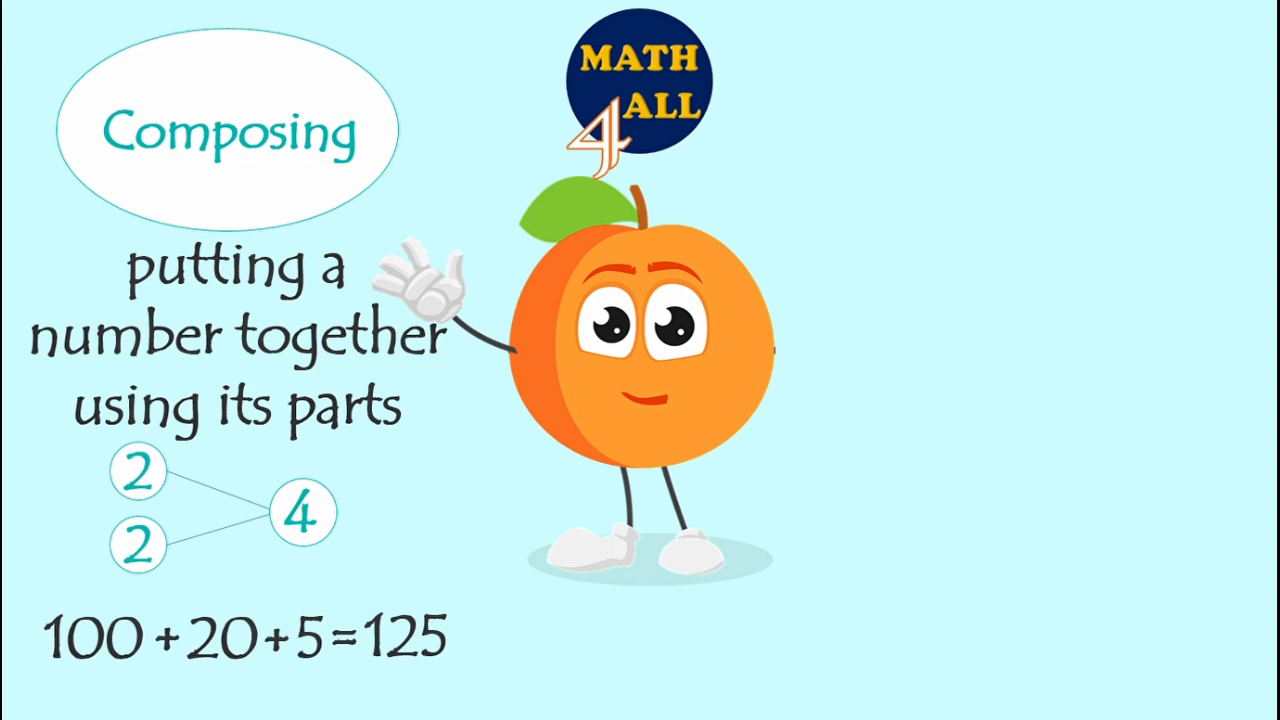 MATH
4 ALL
Composing
putting a
number together
using its parts
2
4
2
100+20+5=125